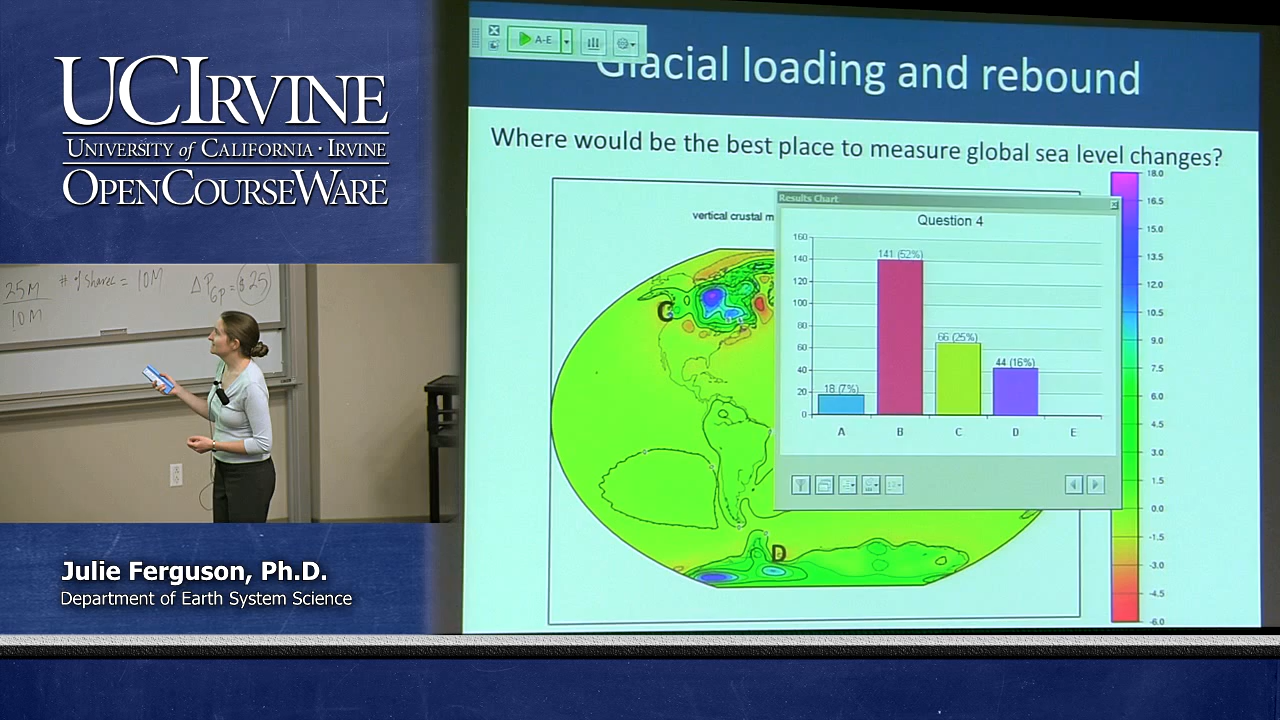 UCIRVINE
UNIVERSITY of CALIFORNIA · IRVINE
OPENCOURSEWARE
25M
10M
# of Shares = 10M
Julie Ferguson, Ph.D.
Department of Earth System Science
A-E
Glacial loading and rebound
Where would be the best place to measure global sea level changes?
vertical crustal m
C
D
Results Chart
Question 4
160
140
120
100
80
60
40
20
0
18 (7%)
141 (52%)
66 (25%)
44 (16%)
A B C D E
18.0
16.5
15.0
13.5
12.0
10.5
9.0
7.5
6.0
4.5
3.0
1.5
0.0
-1.5
-3.0
-4.5
-6.0